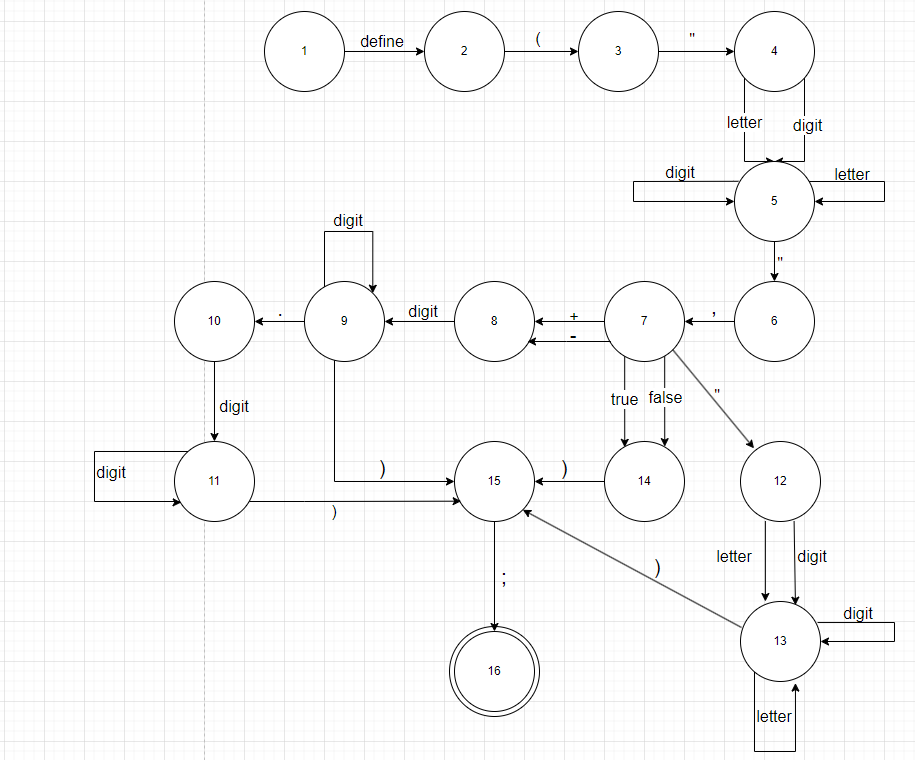 1 define 2 ( 3 " 4
letter digit
digit 5 letter
"
digit
10 . 9 digit 8 + - 7 , 6
digit
true false "
digit 11 ) ) 15 ) 14 12
; ) letter digit
16 13 digit
letter